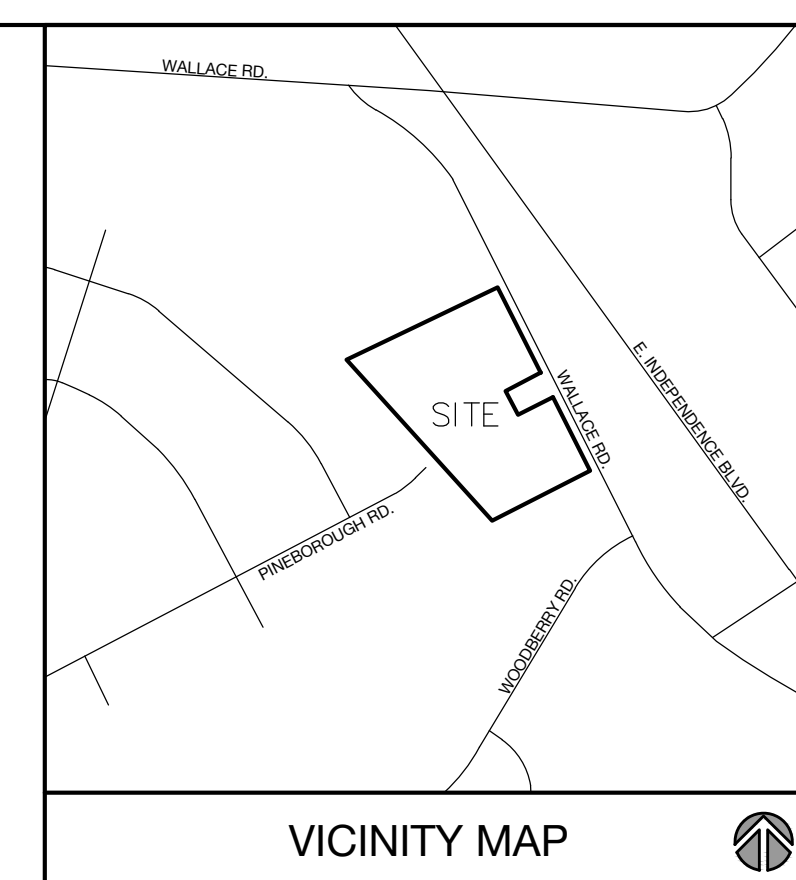 WALLACE RD.
E. INDEPENDENCE BLVD.
WALLACE RD.
SITE
PINEBOROUGH RD.
WOODBERRY RD.
VICINITY MAP